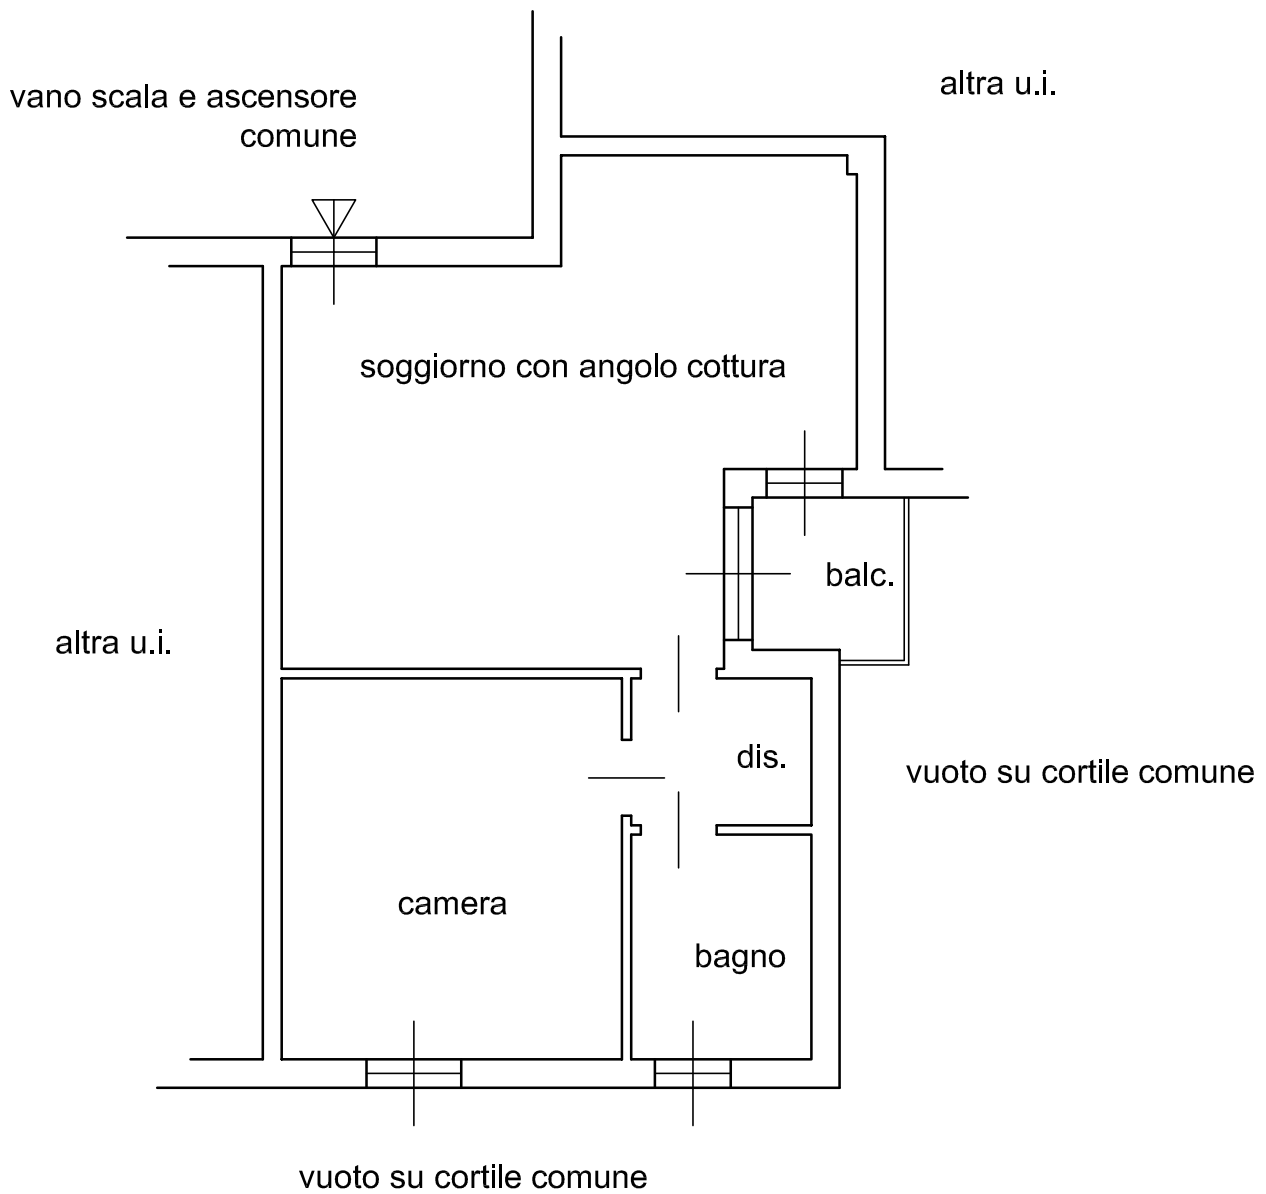 vano scala e ascensore
comune
altra u.i.
soggiorno con angolo cottura
balc.
altra u.i.
dis.
vuoto su cortile comune
camera
bagno
vuoto su cortile comune